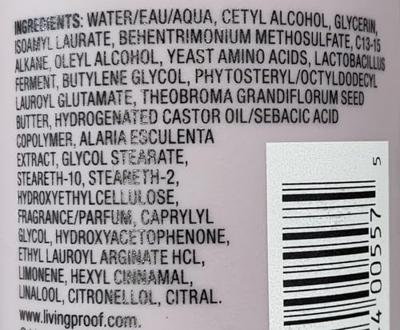 INGREDIENTS: WATER/EAU/AQUA, CETYL ALCOHOL, GLYCERIN,
ISOAMYL LAURATE, BEHENTRIMONIUM METHOSULFATE, C13-15
ALKANE, OLEYL ALCOHOL, YEAST AMINO ACIDS, LACTOBACILLUS
FERMENT, BUTYLENE GLYCOL, PHYTOSTERYL/OCTYLDODECYL
LAUROYL GLUTAMATE, THEOBROMA GRANDIFLORUM SEED
BUTTER, HYDROGENATED CASTOR OIL/SEBACIC ACID
COPOLYMER, ALARIA ESCULENTA
EXTRACT, GLYCOL STEARATE,
STEARETH-10, STEARETH-2,
HYDROXYETHYLCELLULOSE,
FRAGRANCE/PARFUM, CAPRYLYL
GLYCOL, HYDROXYACETOPHENONE,
ETHYL LAUROYL ARGINATE HCL,
LIMONENE, HEXYL CINNAMAL,
LINALOOL, CITRONELLOL, CITRAL.
www.livingproof.com
4 00557 5